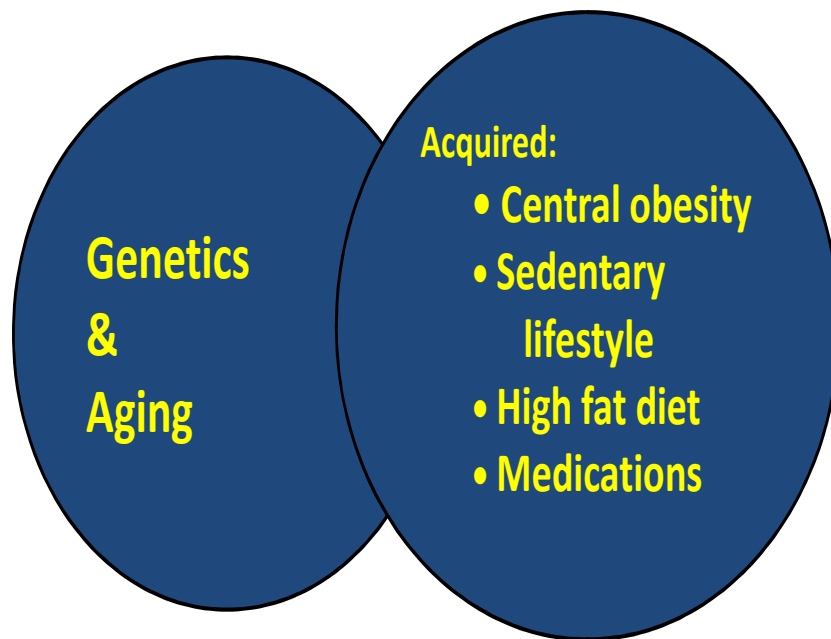 Genetics
&
Aging
Acquired:
• Central obesity
• Sedentary
lifestyle
• High fat diet
• Medications